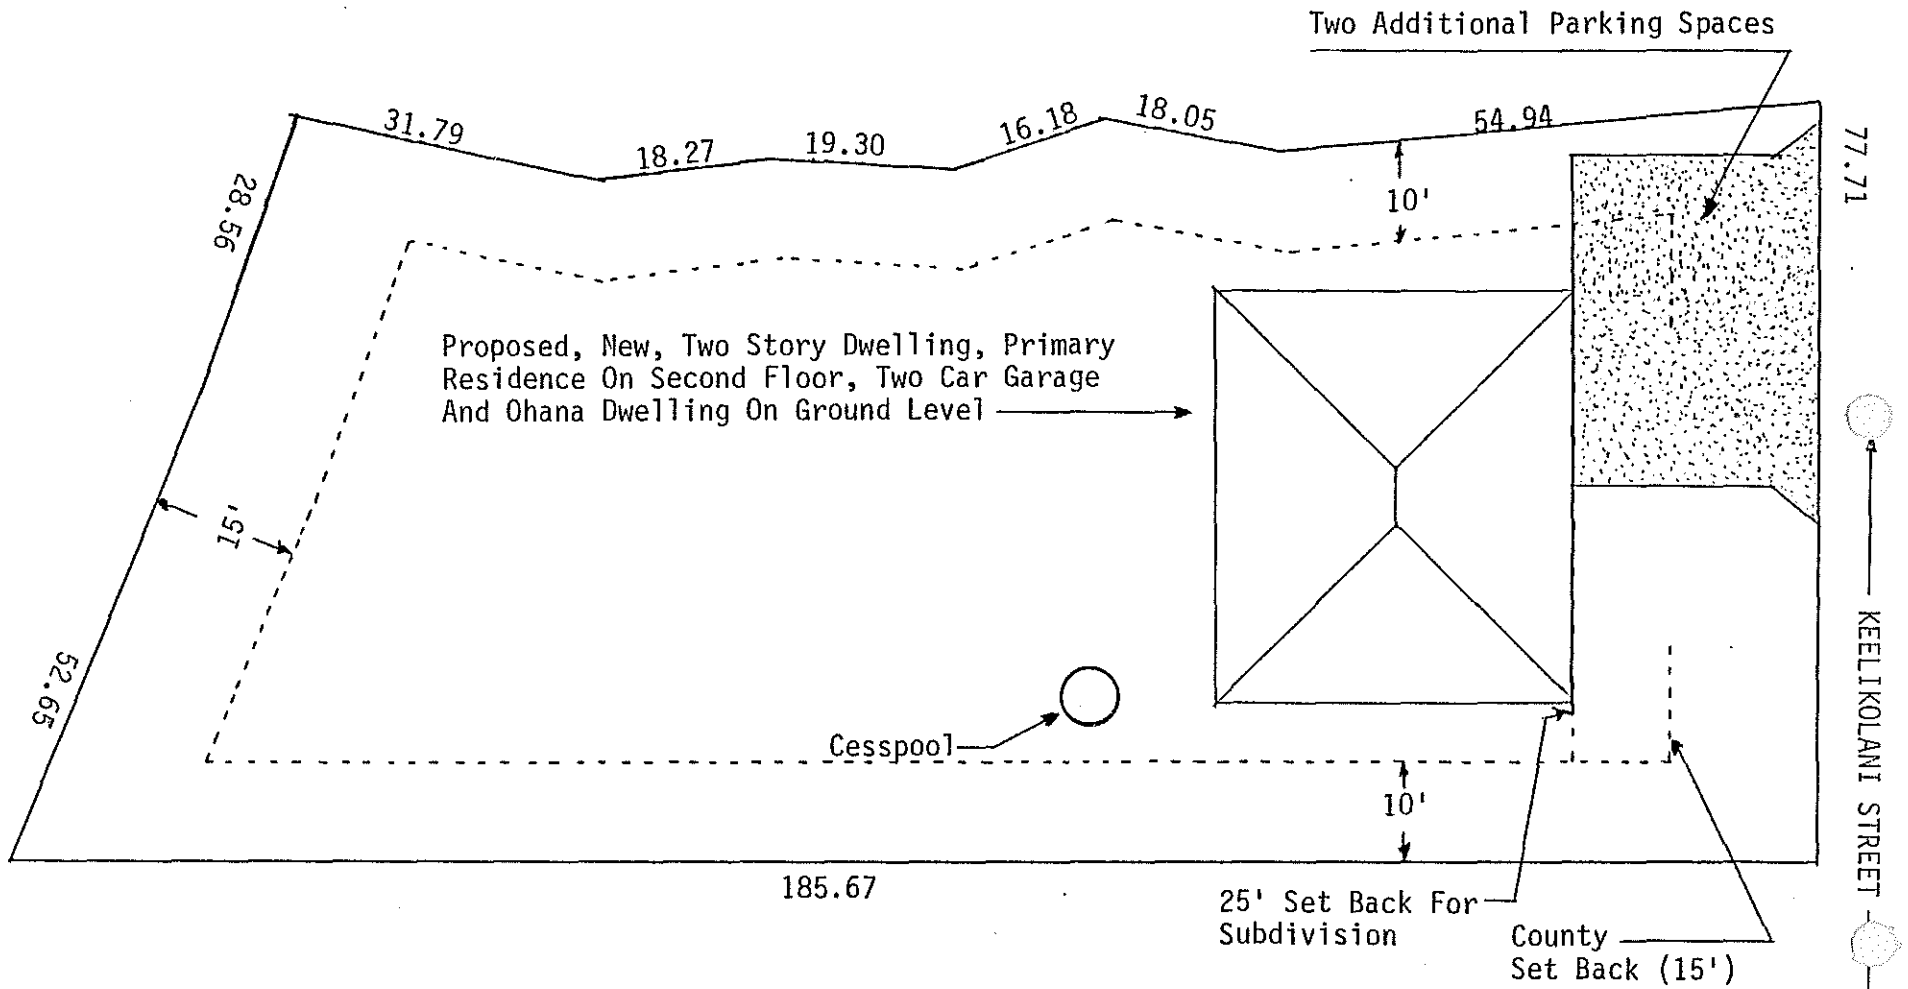 Two Additional Parking Spaces
31.79
18.27
19.30
16.18
18.05
54.94
77.71
28.56
10'
Proposed, New, Two Story Dwelling, Primary
Residence On Second Floor, Two Car Garage
And Ohana Dwelling On Ground Level
15'
52.65
Cesspool
10'
KEELIKOLANI STREET
185.67
25' Set Back For
Subdivision
County
Set Back (15')